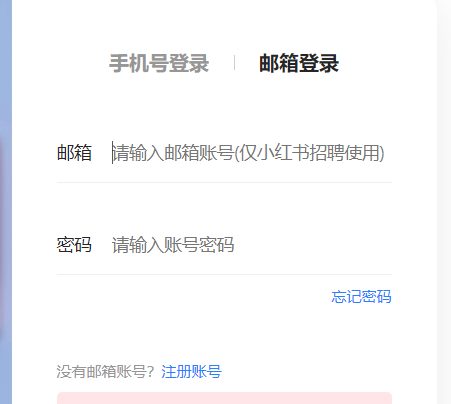 手机号登录 邮箱登录
邮箱 请输入邮箱账号(仅小红书招聘使用)
密码 请输入账号密码
忘记密码
没有邮箱账号？注册账号